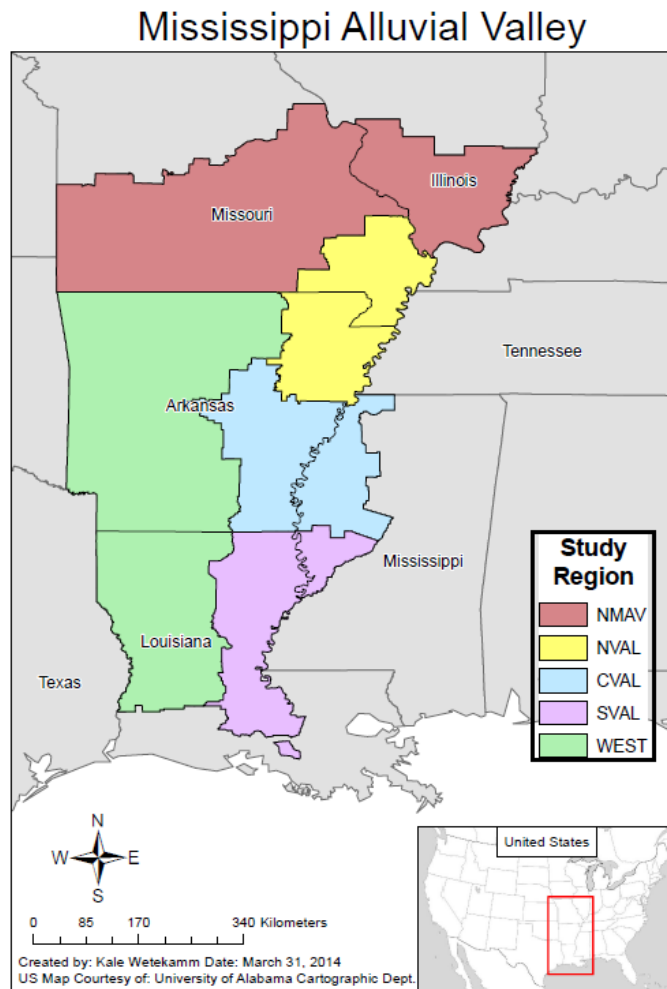 Mississippi Alluvial Valley
Illinois
Missouri
Tennessee
Arkansas
Mississippi
Louisiana
Texas
Study
Region
NMAV
NVAL
CVAL
SVAL
WEST
N
W E
S
0 85 170 340 Kilometers
United States
Created by: Kale Wetekamm Date: March 31, 2014
US Map Courtesy of: University of Alabama Cartographic Dept.